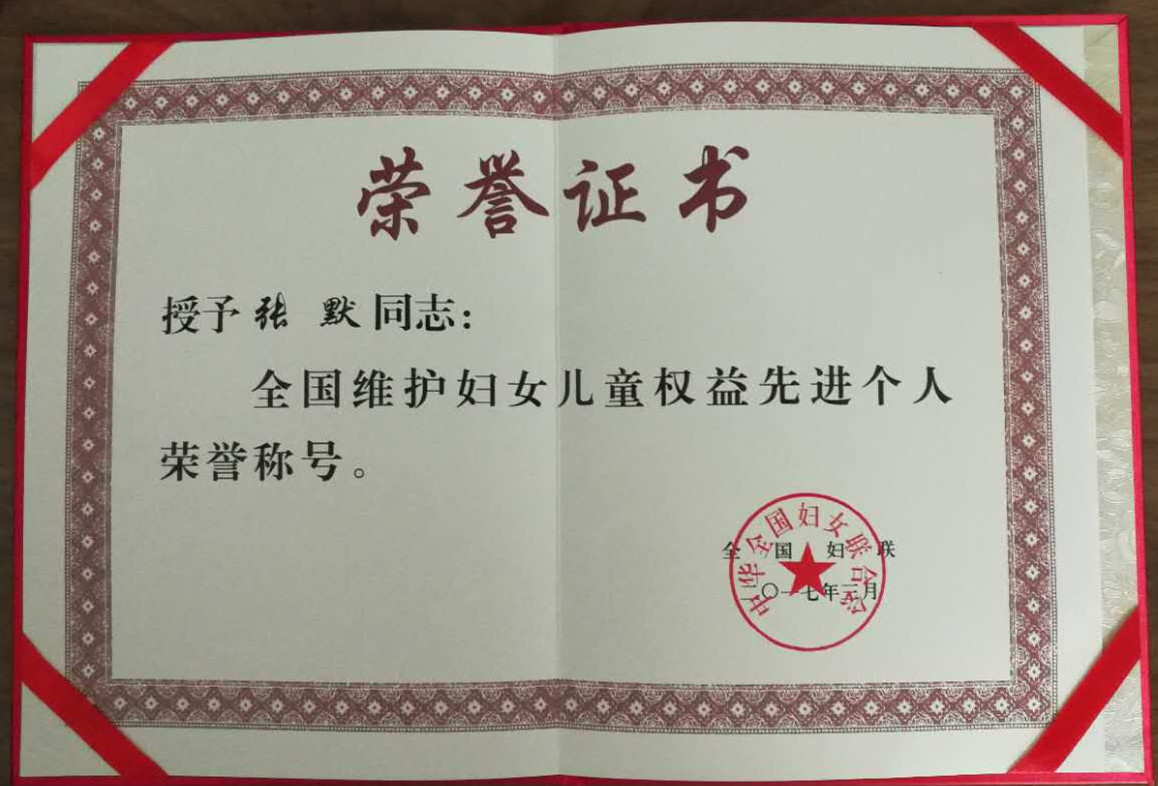 荣誉证书
授予张 默同志：
全国维护妇女儿童权益先进个人
荣誉称号。
全国妇联
二〇一七年三月
中华全国妇女联合会